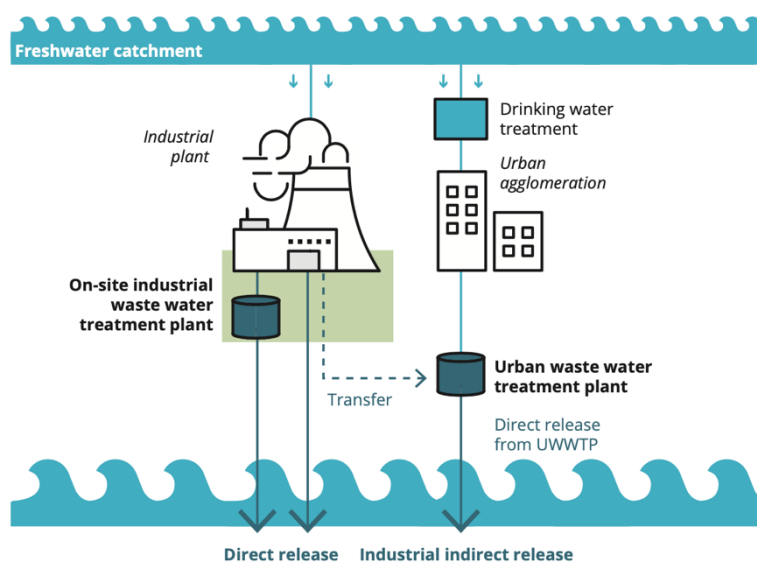 Freshwater catchment
Drinking water
treatment
Industrial
plant
Urban
agglomeration
On-site industrial
waste water
treatment plant
Urban waste water
treatment plant
Transfer
Direct release
from UWWTP
Direct release
Industrial indirect release